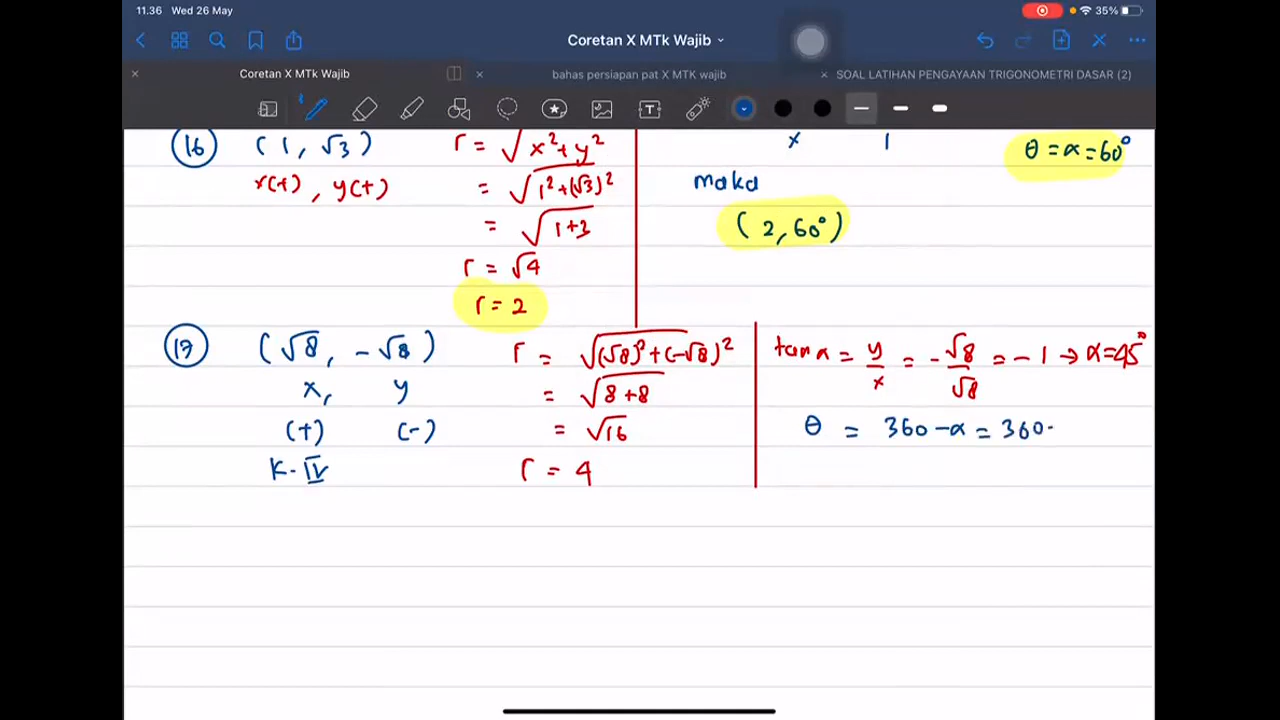 11.36 Wed 26 May
35%
Coretan X MTk Wajib
Coretan X MTk Wajib
bahas persiapan pat X MTK wajib
SOAL LATIHAN PENGAYAAN TRIGONOMETRI DASAR (2)
16 (1, √3) r = √x²+y²
x(+), y(+) = √1²+(√3)²
= √1+3
r = √4
r = 2
x 1
θ = α = 60°
maka
(2, 60°)
17 (√8, -√8) r = √(√8)²+(-√8)²
x, y = √8+8
(+) (-) = √16
K-IV r = 4
tan α = y/x = -√8/√8 = -1 → α=45°
θ = 360-α = 360-